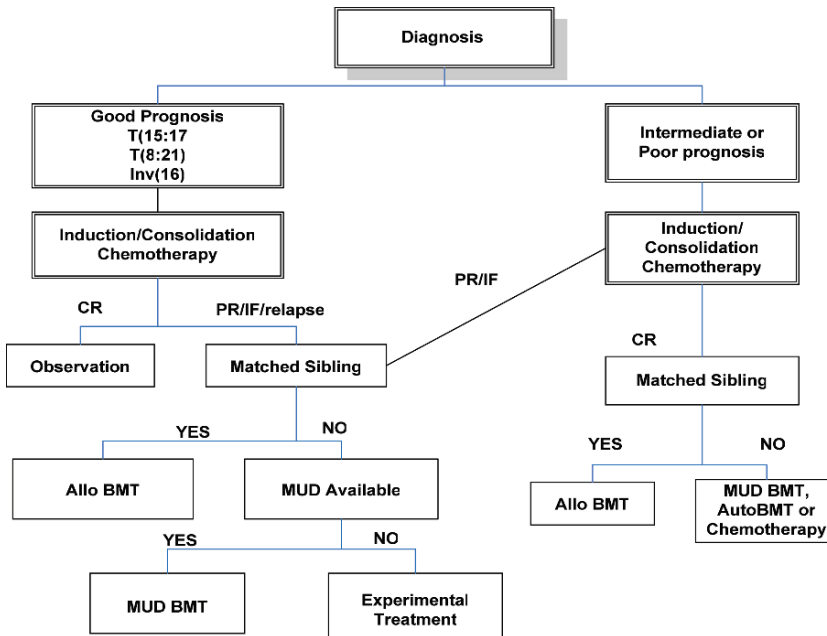 Diagnosis
Good Prognosis
T(15:17
T(8:21)
Inv(16)
Intermediate or
Poor prognosis
Induction/Consolidation
Chemotherapy
Induction/
Consolidation
Chemotherapy
PR/IF
CR
PR/IF/relapse
CR
Observation
Matched Sibling
Matched Sibling
YES
NO
YES
NO
Allo BMT
MUD Available
Allo BMT
MUD BMT,
AutoBMT or
Chemotherapy
YES
NO
MUD BMT
Experimental
Treatment